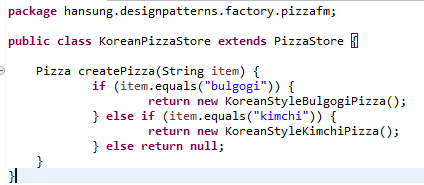 package hansung.designpatterns.factory.pizzafm;
public class KoreanPizzaStore extends PizzaStore {
Pizza createPizza(String item) {
if (item.equals("bulgogi")) {
return new KoreanStyleBulgogiPizza();
} else if (item.equals("kimchi")) {
return new KoreanStyleKimchiPizza();
} else return null;
}
}